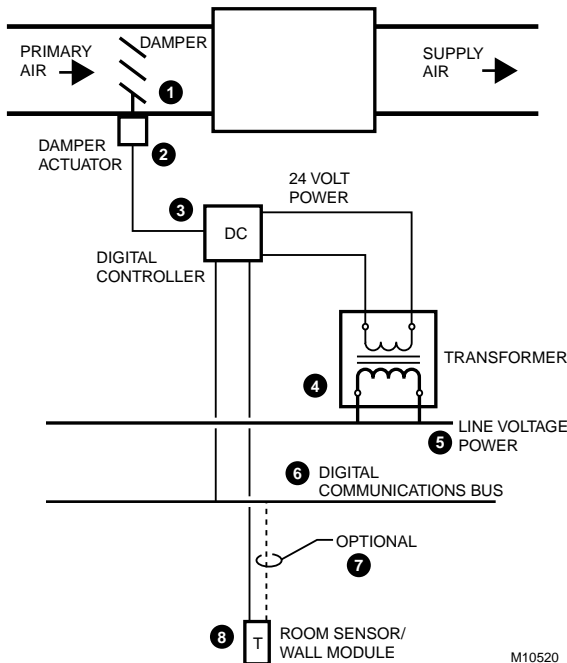 DAMPER
PRIMARY
AIR
SUPPLY
AIR
1
DAMPER
ACTUATOR
2
24 VOLT
POWER
3
DC
DIGITAL
CONTROLLER
TRANSFORMER
4
LINE VOLTAGE
POWER
5
6
DIGITAL
COMMUNICATIONS BUS
OPTIONAL
7
8
T
ROOM SENSOR/
WALL MODULE
M10520